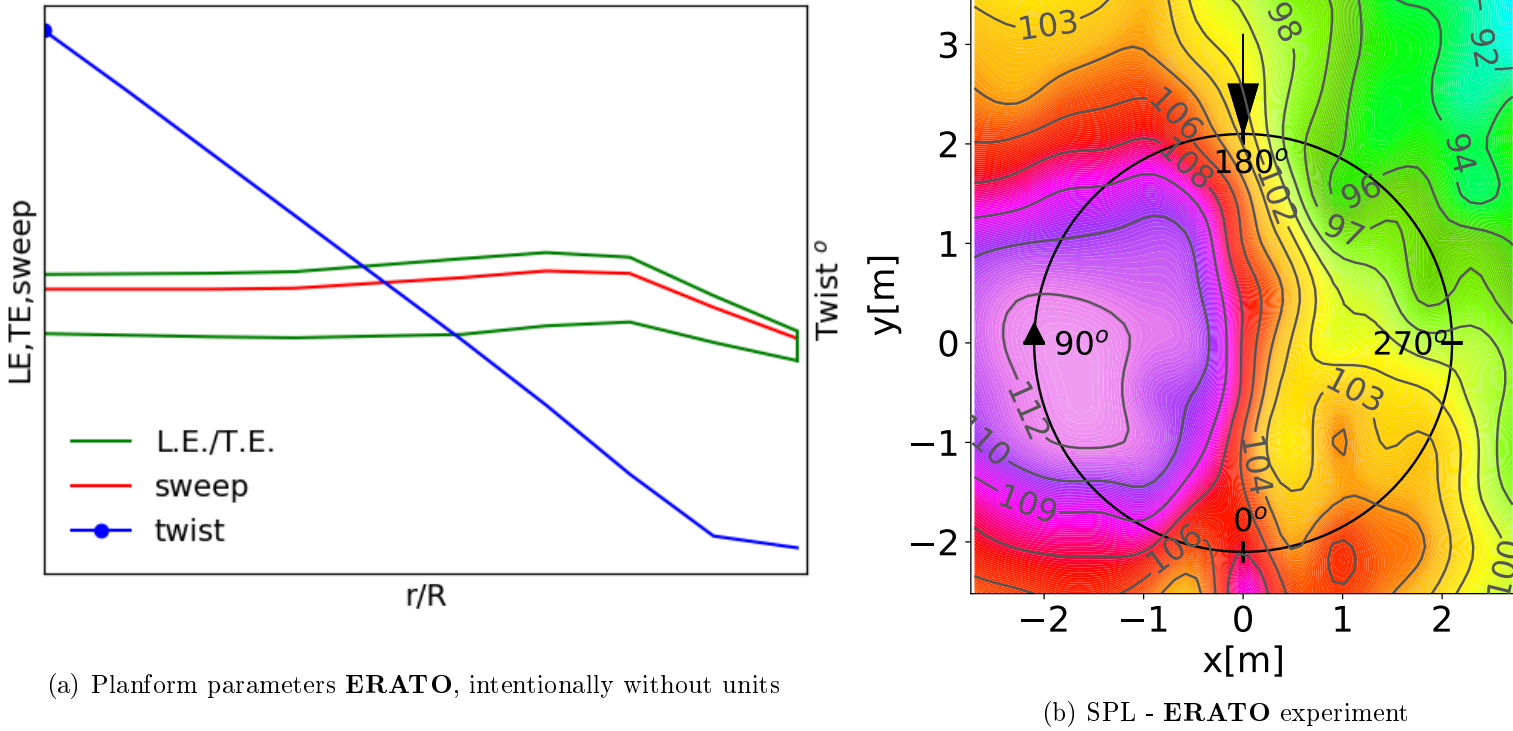 LE,TE,sweep
L.E./T.E.
sweep
twist
r/R
Twist °
(a) Planform parameters ERATO, intentionally without units
3
2
1
0
−1
−2
y[m]
103
98
92
106
180°
108
102
94
96
97
90°
270°
112
103
110
104
109
0°
106
100
−2 −1 0 1 2
x[m]
(b) SPL - ERATO experiment